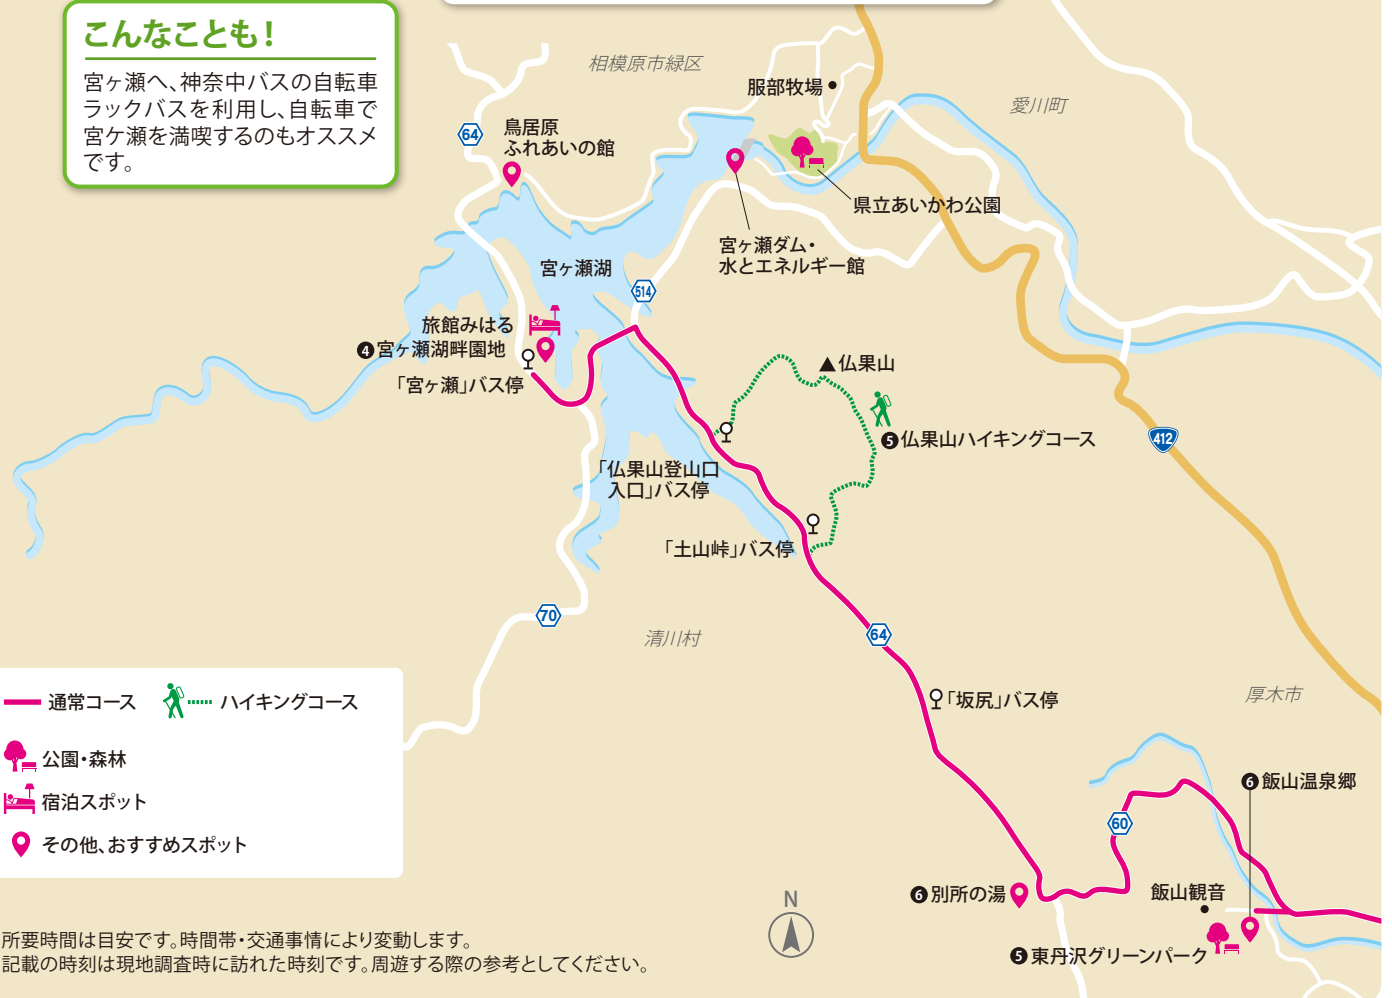 こんなことも！
宮ヶ瀬へ、神奈中バスの自転車
ラックバスを利用し、自転車で
宮ケ瀬を満喫するのもオススメ
です。
相模原市緑区
服部牧場
愛川町
64
鳥居原
ふれあいの館
県立あいかわ公園
宮ヶ瀬ダム・
水とエネルギー館
宮ヶ瀬湖
514
旅館みはる
❹宮ヶ瀬湖畔園地
「宮ヶ瀬」バス停
▲仏果山
❺仏果山ハイキングコース
412
「仏果山登山口
入口」バス停
「土山峠」バス停
70
清川村
64
「坂尻」バス停
厚木市
通常コース
ハイキングコース
公園・森林
宿泊スポット
その他、おすすめスポット
❻飯山温泉郷
60
❻別所の湯
飯山観音
❺東丹沢グリーンパーク
N
所要時間は目安です。時間帯・交通事情により変動します。
記載の時刻は現地調査時に訪れた時刻です。周遊する際の参考としてください。